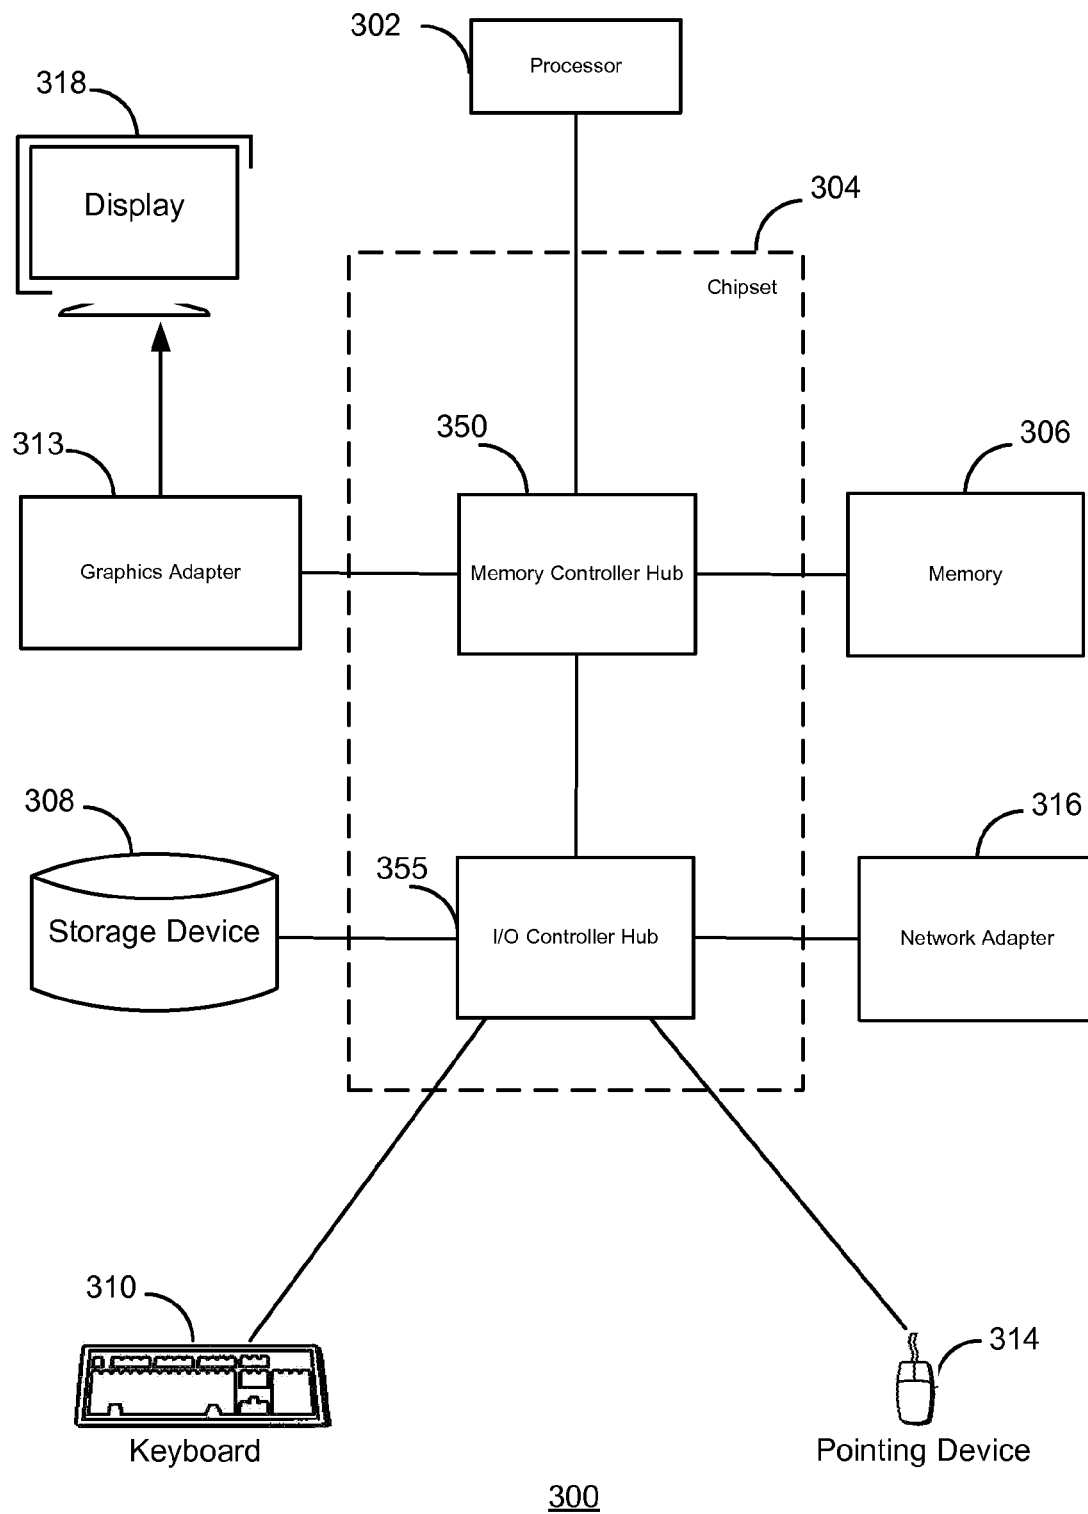 302
Processor
318
Display
304
Chipset
313
350
306
Graphics Adapter
Memory Controller Hub
Memory
308
355
316
Storage Device
I/O Controller Hub
Network Adapter
310
314
Keyboard
Pointing Device
300